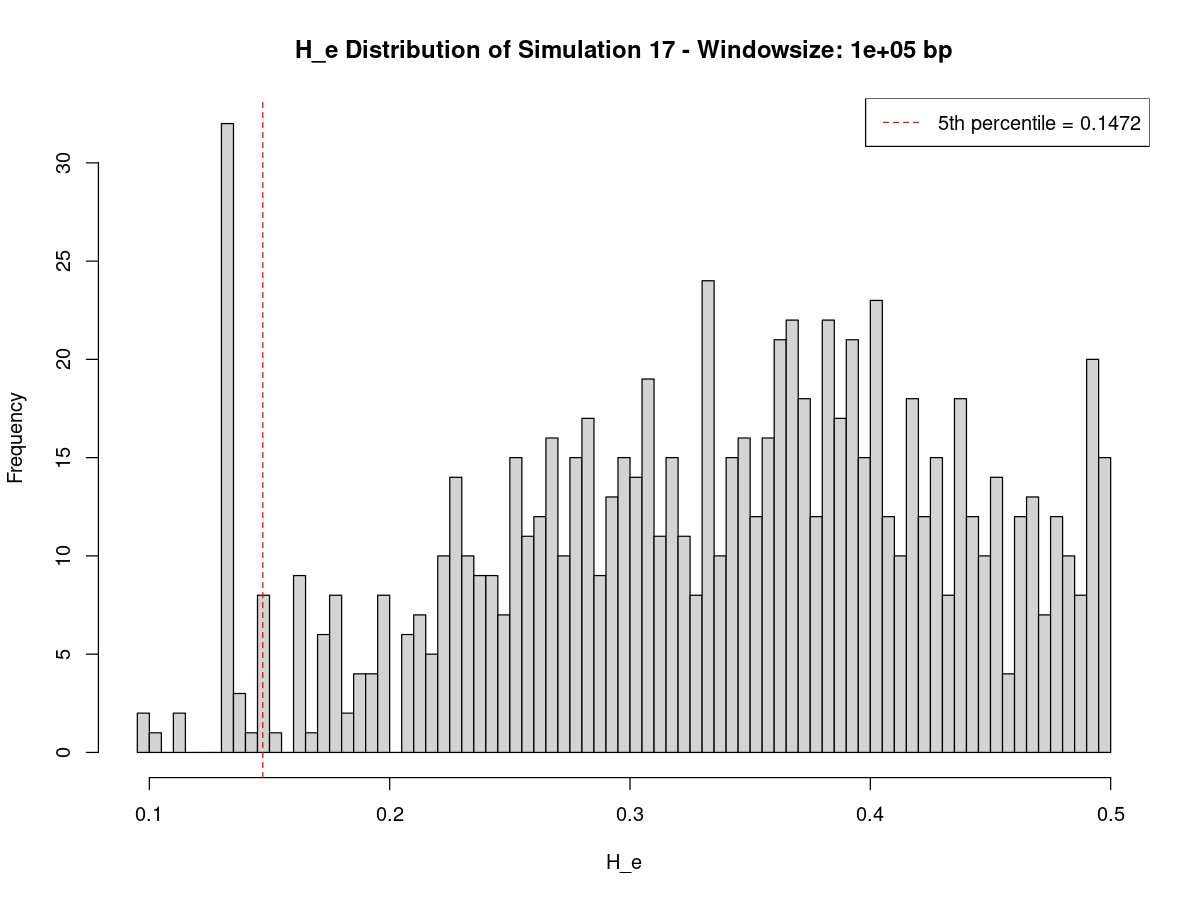 H_e Distribution of Simulation 17 - Windowsize: 1e+05 bp
5th percentile = 0.1472
Frequency
30
25
20
15
10
5
0
0.1 0.2 0.3 0.4 0.5
H_e